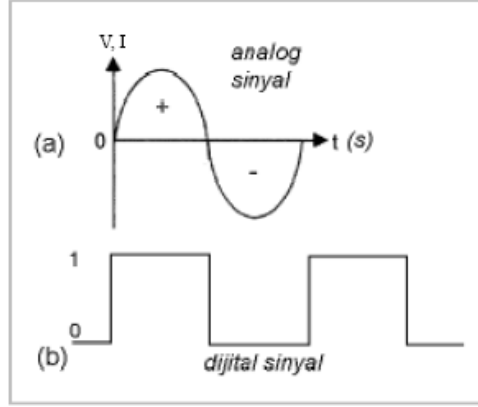 V, I
analog
sinyal
+
(a) 0 t (s)
-
1
0
(b)
dijital sinyal